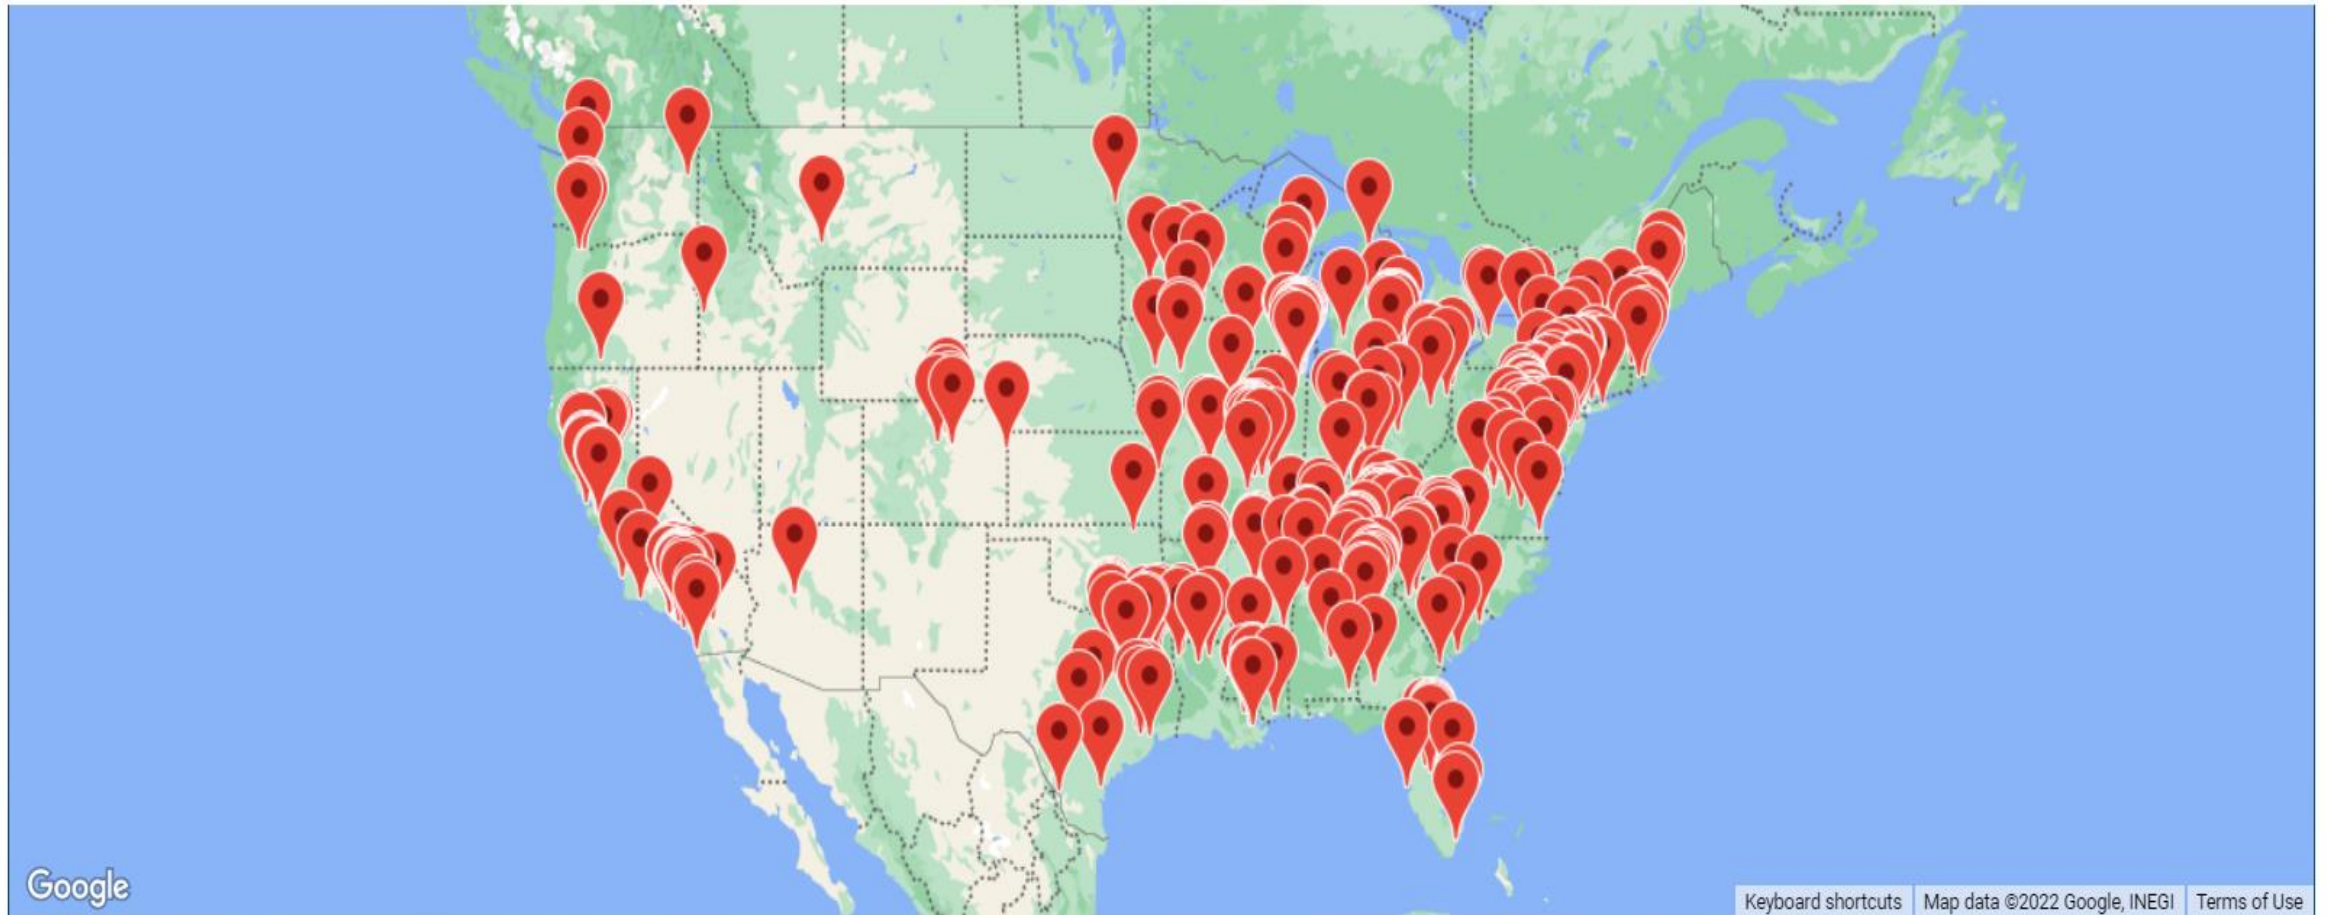 Google
Keyboard shortcuts
Map data ©2022 Google, INEGI
Terms of Use